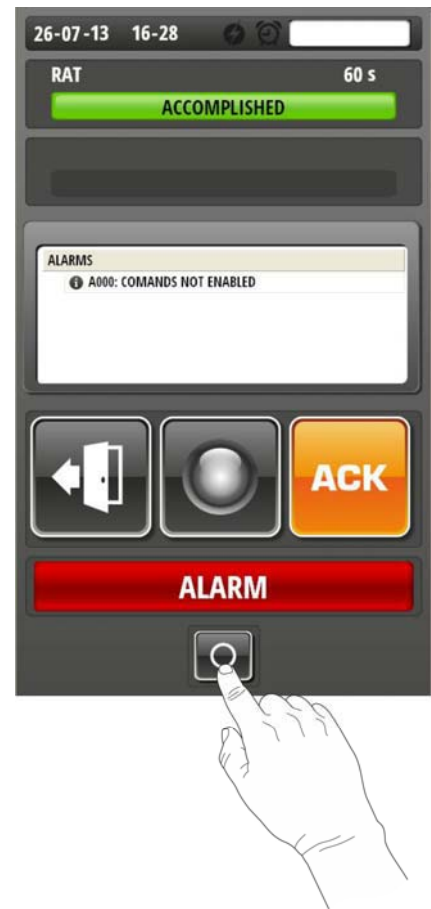 26-07-13 16-28
RAT 60 s
ACCOMPLISHED
ALARMS
A000: COMANDS NOT ENABLED
ACK
ALARM